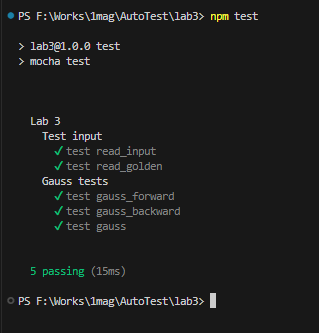 PS F:\Works\1mag\AutoTest\lab3> npm test
> lab3@1.0.0 test
> mocha test
Lab 3
Test input
✓ test read_input
✓ test read_golden
Gauss tests
✓ test gauss_forward
✓ test gauss_backward
✓ test gauss
5 passing (15ms)
PS F:\Works\1mag\AutoTest\lab3>